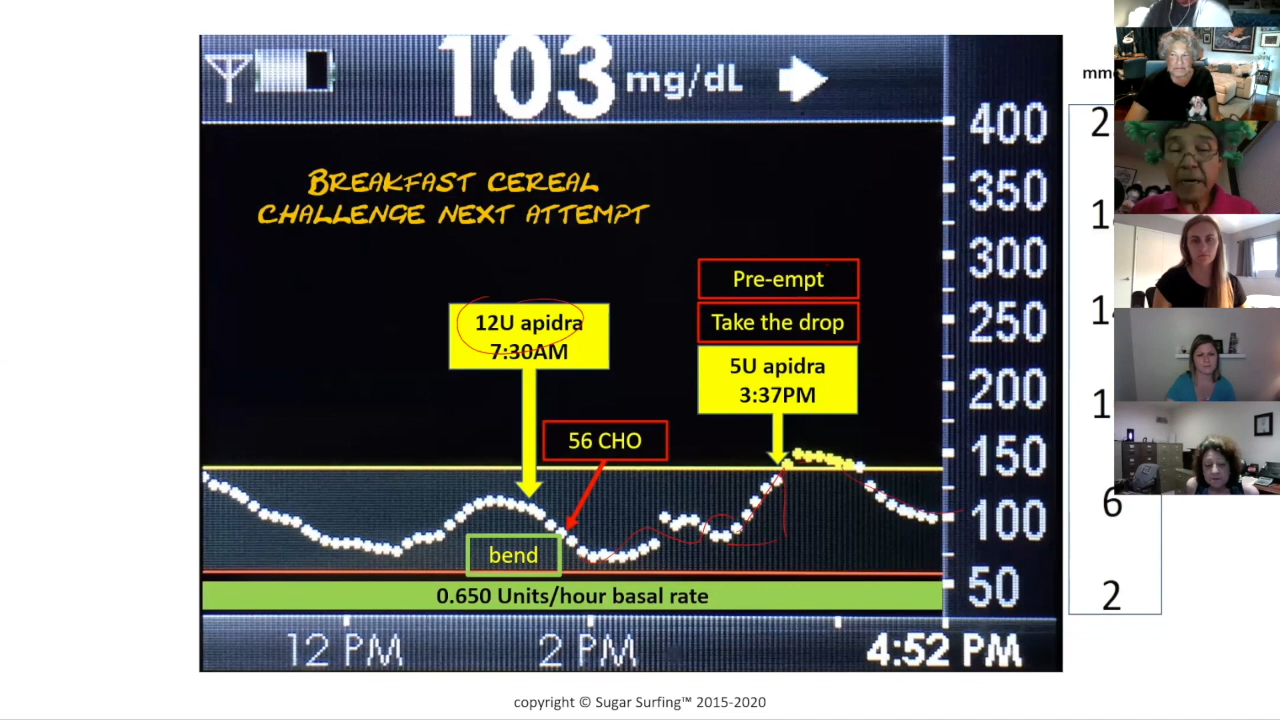 103 mg/dL
mm
400
350
300
250
200
150
100
50
BREAKFAST CEREAL
CHALLENGE NEXT ATTEMPT
Pre-empt
Take the drop
12U apidra
7:30AM
5U apidra
3:37PM
56 CHO
bend
0.650 Units/hour basal rate
12 PM
2 PM
4:52 PM
2
1
1
1
6
2
copyright © Sugar Surfing™ 2015-2020